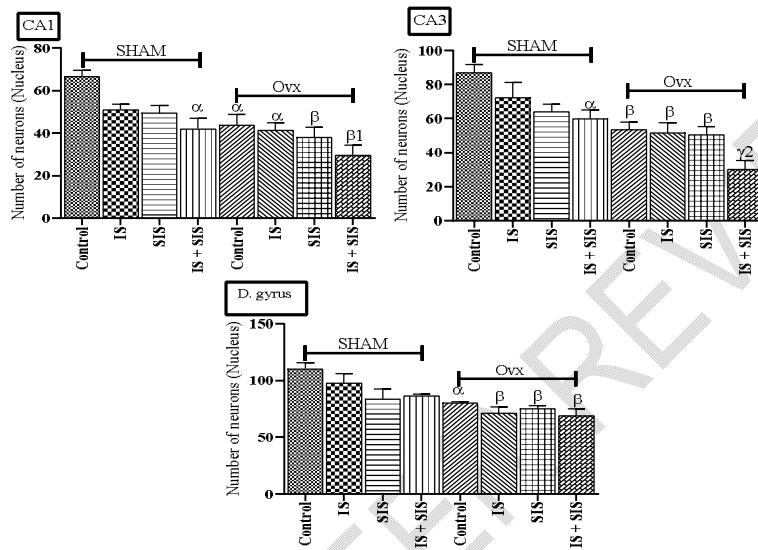 CA1
SHAM
Ovx
Number of neurons (Nucleus)
80
60
40
20
0
α
α
α
β
β1
Control
IS
SIS
IS + SIS
Control
IS
SIS
IS + SIS
CA3
SHAM
Ovx
Number of neurons (Nucleus)
100
80
60
40
20
0
α
β
β
β
γ2
Control
IS
SIS
IS + SIS
Control
IS
SIS
IS + SIS
D. gyrus
SHAM
Ovx
Number of neurons (Nucleus)
150
100
50
0
α
β
β
β
Control
IS
SIS
IS + SIS
Control
IS
SIS
IS + SIS